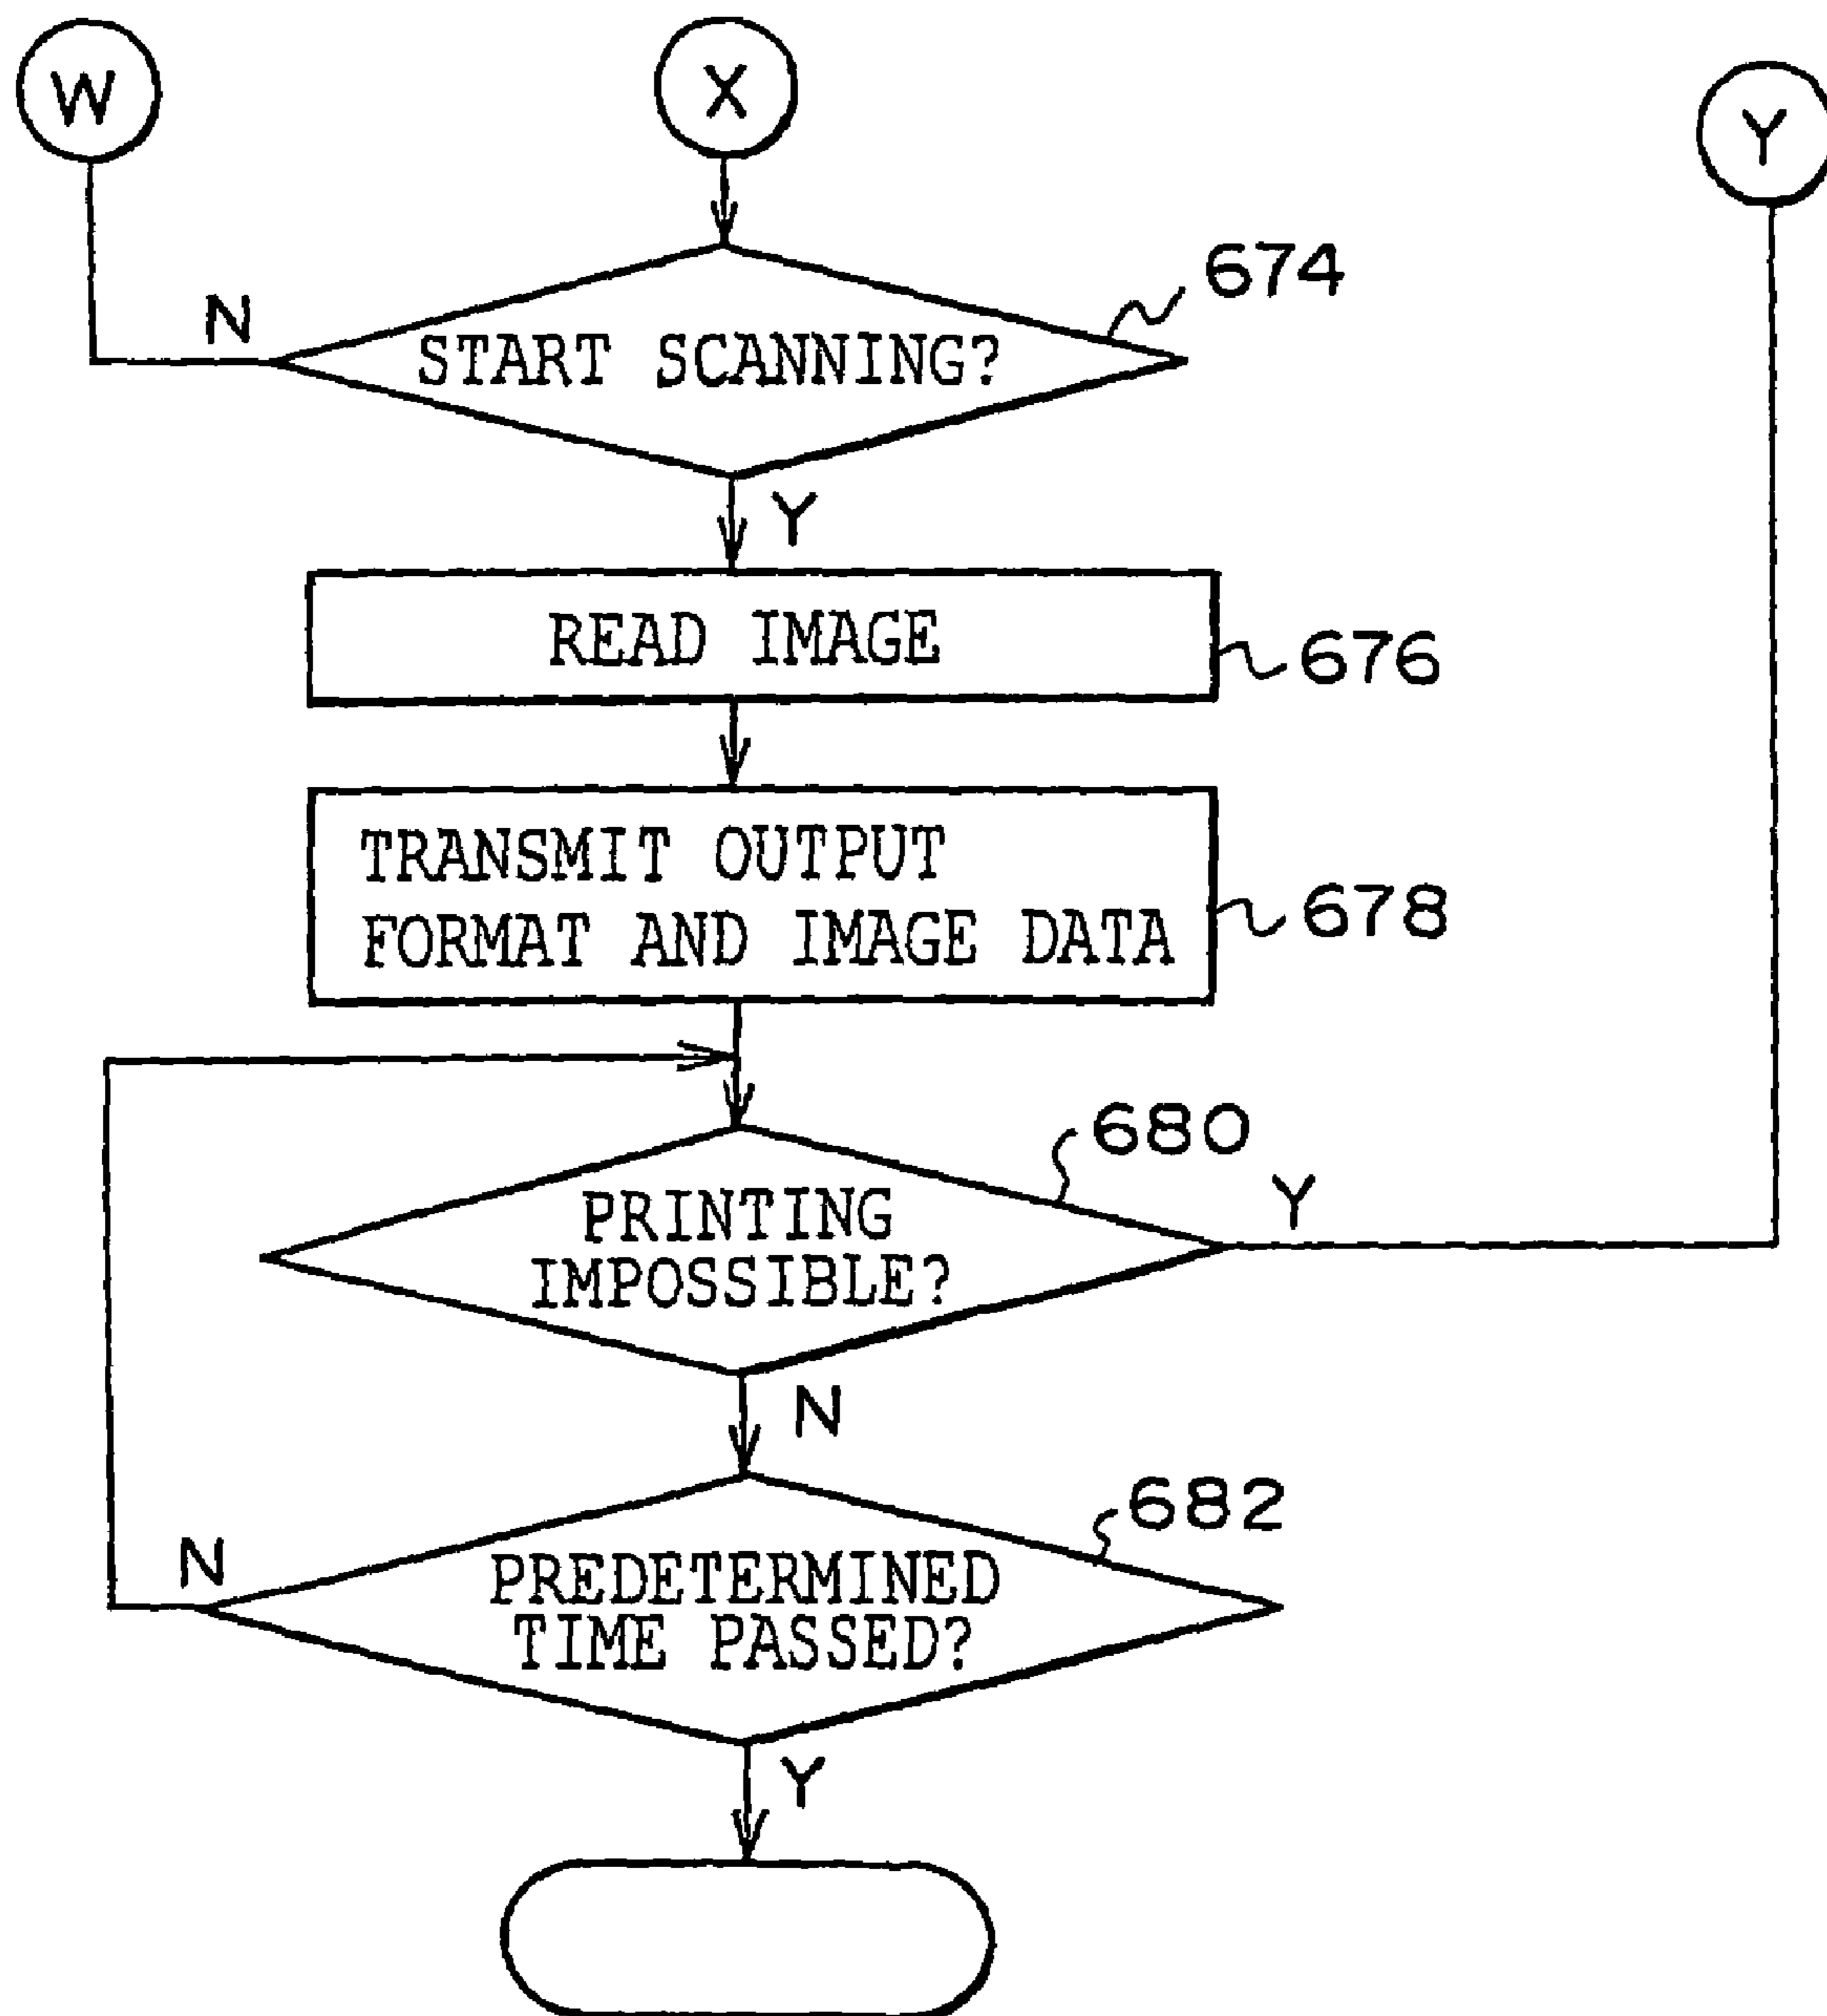 W
X
Y
674
N
START SCANNING?
Y
READ IMAGE
676
TRANSMIT OUTPUT
FORMAT AND IMAGE DATA
678
680
Y
PRINTING
IMPOSSIBLE?
N
682
N
PREDETERMINED
TIME PASSED?
Y